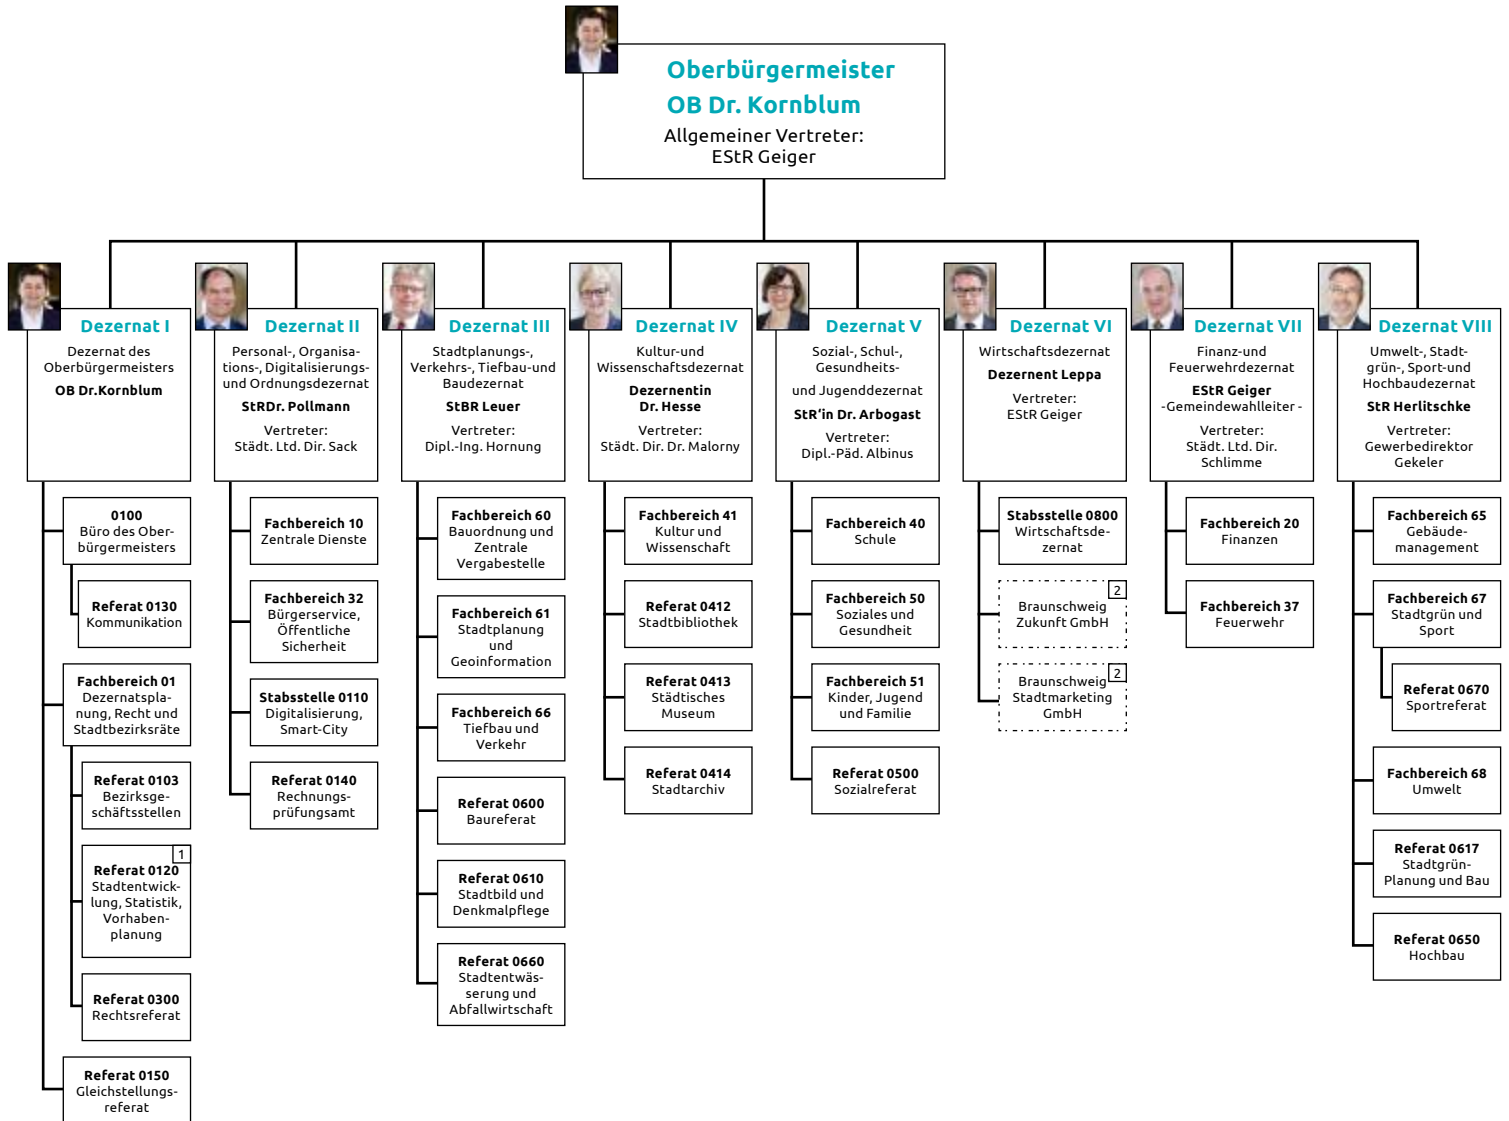 Oberbürgermeister
OB Dr. Kornblum
Allgemeiner Vertreter:
EStR Geiger
Dezernat I
Dezernat des
Oberbürgermeisters
OB Dr.Kornblum
0100
Büro des Ober-
bürgermeisters
Referat 0130
Kommunikation
Fachbereich 01
Dezernatspla-
nung, Recht und
Stadtbezirksräte
Referat 0103
Bezirksge-
schäftsstellen
1
Referat 0120
Stadtentwick-
lung, Statistik,
Vorhaben-
planung
Referat 0300
Rechtsreferat
Referat 0150
Gleichstellungs-
referat
Dezernat II
Personal-, Organisa-
tions-, Digitalisierungs-
und Ordnungsdezernat
StRDr. Pollmann
Vertreter:
Städt. Ltd. Dir. Sack
Fachbereich 10
Zentrale Dienste
Fachbereich 32
Bürgerservice,
Öffentliche
Sicherheit
Stabsstelle 0110
Digitalisierung,
Smart-City
Referat 0140
Rechnungs-
prüfungsamt
Dezernat III
Stadtplanungs-,
Verkehrs-, Tiefbau-und
Baudezernat
StBR Leuer
Vertreter:
Dipl.-Ing. Hornung
Fachbereich 60
Bauordnung und
Zentrale
Vergabestelle
Fachbereich 61
Stadtplanung
und
Geoinformation
Fachbereich 66
Tiefbau und
Verkehr
Referat 0600
Baureferat
Referat 0610
Stadtbild und
Denkmalpflege
Referat 0660
Stadtentwäs-
serung und
Abfallwirtschaft
Dezernat IV
Kultur-und
Wissenschaftsdezernat
Dezernentin
Dr. Hesse
Vertreter:
Städt. Dir. Dr. Malorny
Fachbereich 41
Kultur und
Wissenschaft
Referat 0412
Stadtbibliothek
Referat 0413
Städtisches
Museum
Referat 0414
Stadtarchiv
Dezernat V
Sozial-, Schul-,
Gesundheits-
und Jugenddezernat
StR‘in Dr. Arbogast
Vertreter:
Dipl.-Päd. Albinus
Fachbereich 40
Schule
Fachbereich 50
Soziales und
Gesundheit
Fachbereich 51
Kinder, Jugend
und Familie
Referat 0500
Sozialreferat
Dezernat VI
Wirtschaftsdezernat
Dezernent Leppa
Vertreter:
EStR Geiger
Stabsstelle 0800
Wirtschaftsde-
zernat
2
Braunschweig
Zukunft GmbH
2
Braunschweig
Stadtmarketing
GmbH
Dezernat VII
Finanz-und
Feuerwehrdezernat
EStR Geiger
-Gemeindewahlleiter -
Vertreter:
Städt. Ltd. Dir.
Schlimme
Fachbereich 20
Finanzen
Fachbereich 37
Feuerwehr
Dezernat VIII
Umwelt-, Stadt-
grün-, Sport-und
Hochbaudezernat
StR Herlitschke
Vertreter:
Gewerbedirektor
Gekeler
Fachbereich 65
Gebäude-
management
Fachbereich 67
Stadtgrün und
Sport
Referat 0670
Sportreferat
Fachbereich 68
Umwelt
Referat 0617
Stadtgrün-
Planung und Bau
Referat 0650
Hochbau